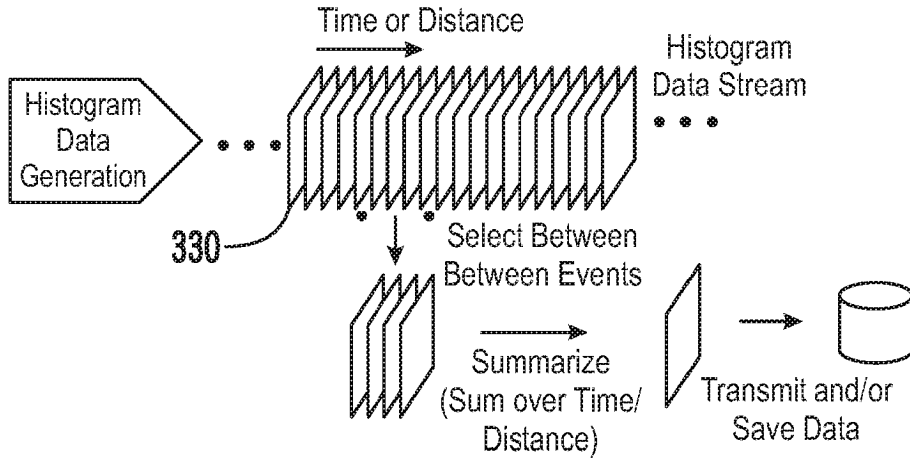 Time or Distance
Histogram
Data Stream
Histogram
Data
Generation
330
Select Between
Between Events
Summarize
(Sum over Time/
Distance)
Transmit and/or
Save Data